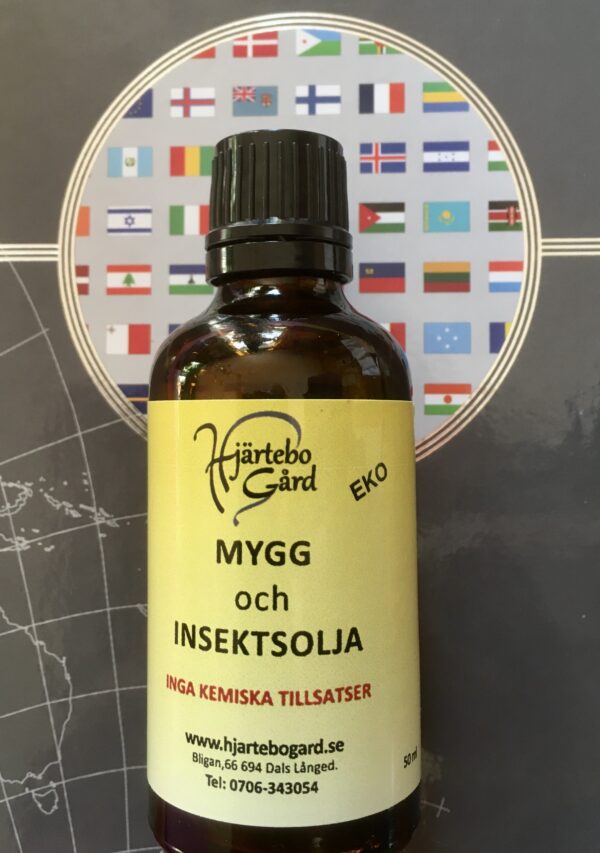 Hjärtebo
Gård
EKO
MYGG
och
INSEKTSOLJA
INGA KEMISKA TILLSATSER
www.hjartebogard.se
Bligan,66 694 Dals Långed.
Tel: 0706-343054
50 ml